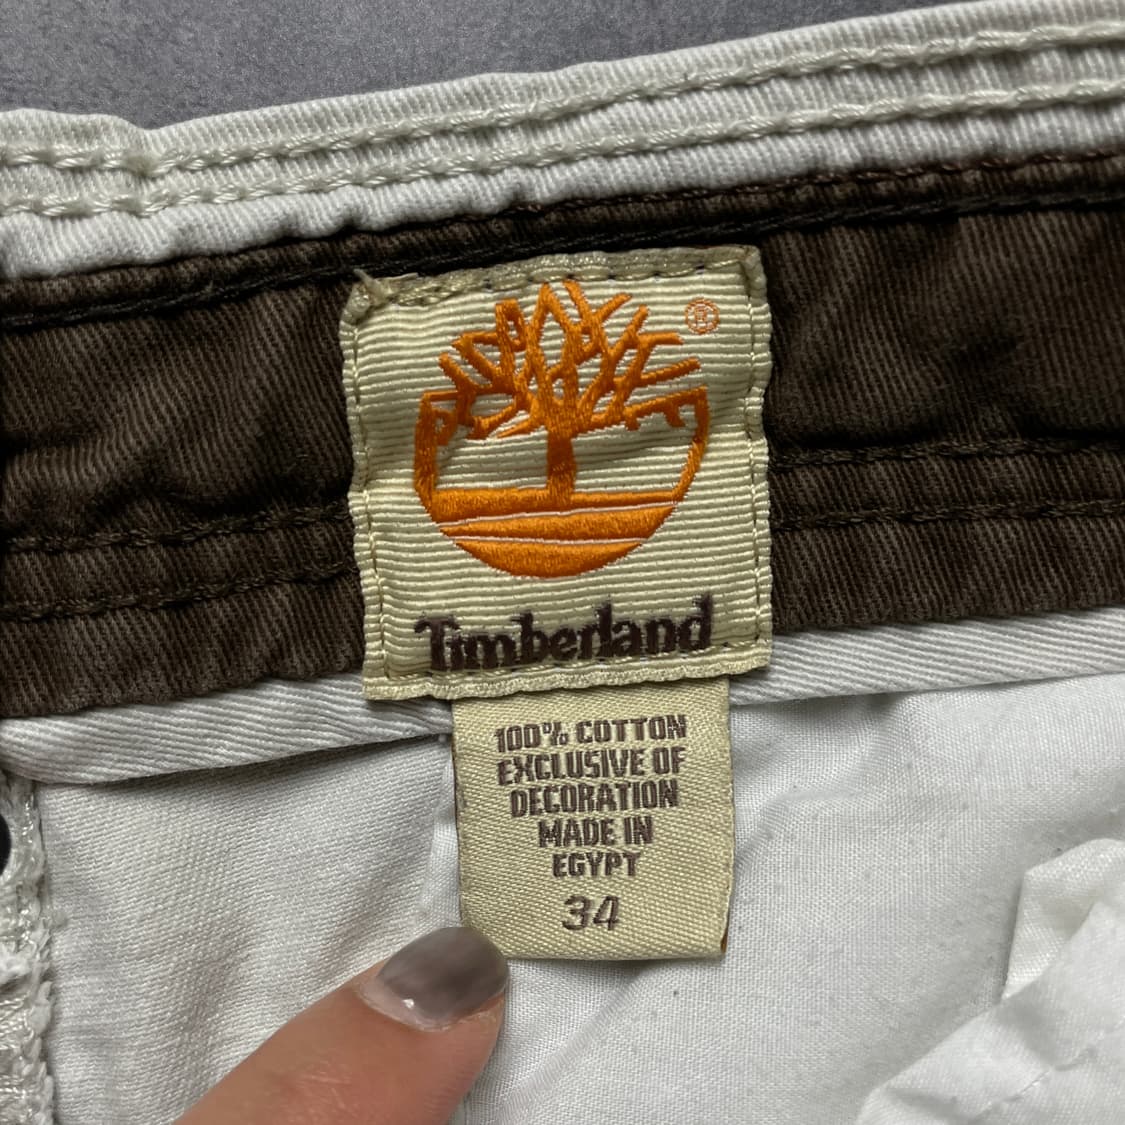 ®
Timberland
100% COTTON
EXCLUSIVE OF
DECORATION
MADE IN
EGYPT
34